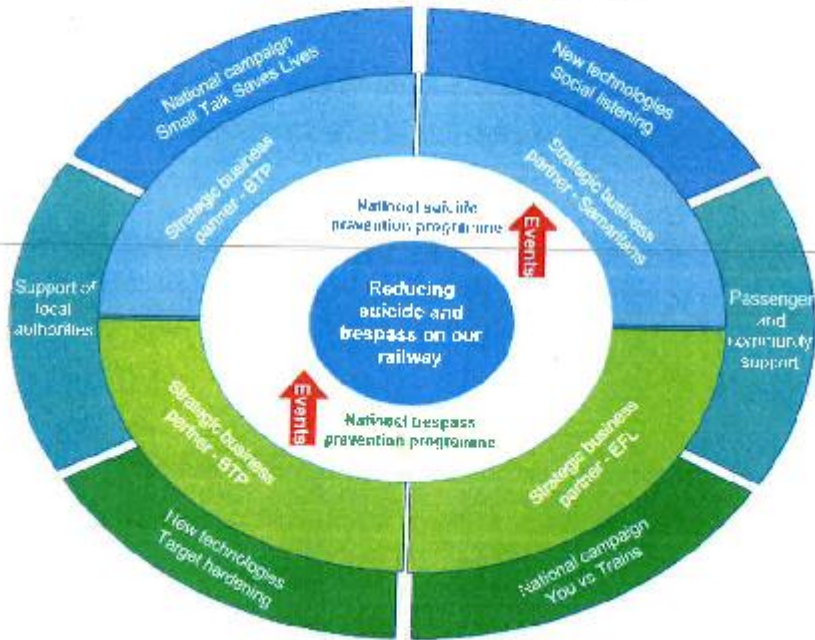 National campaign
Small Talk Saves Lives
New technologies
Social listening
Strategic business
partner - BTP
Strategic business
partner - Samaritans
National suicide
prevention programme
Events
Support of
local
authorities
Reducing
suicide and
trespass on our
railway
Passenger
and
community
support
Events
National trespass
prevention programme
Strategic business
partner - BTP
Strategic business
partner - EFL
New technologies
Target hardening
National campaign
You vs Trains